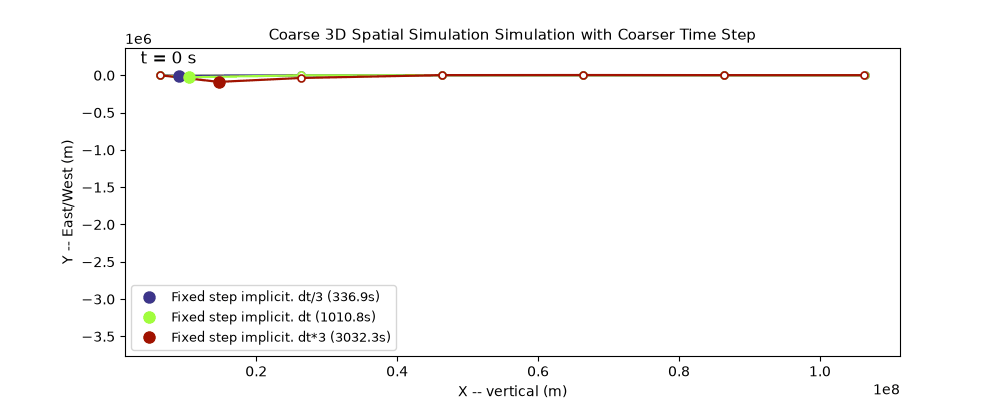 Coarse 3D Spatial Simulation Simulation with Coarser Time Step
1e6
t = 0 s
0.0
−0.5
−1.0
−1.5
−2.0
−2.5
−3.0
−3.5
Y -- East/West (m)
Fixed step implicit. dt/3 (336.9s)
Fixed step implicit. dt (1010.8s)
Fixed step implicit. dt*3 (3032.3s)
0.2 0.4 0.6 0.8 1.0
X -- vertical (m)
1e8